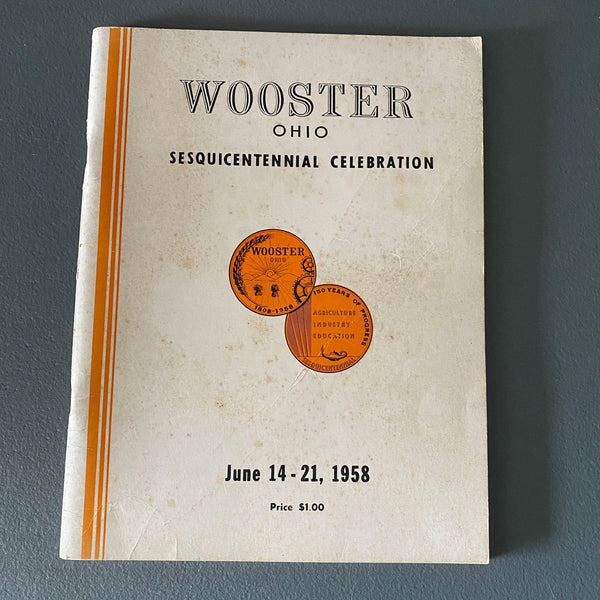 WOOSTER
OHIO
SESQUICENTENNIAL CELEBRATION
WOOSTER
OHIO
1808-1958
150 YEARS OF PROGRESS
AGRICULTURE
INDUSTRY
EDUCATION
SESQUICENTENNIAL
June 14-21, 1958
Price $1.00